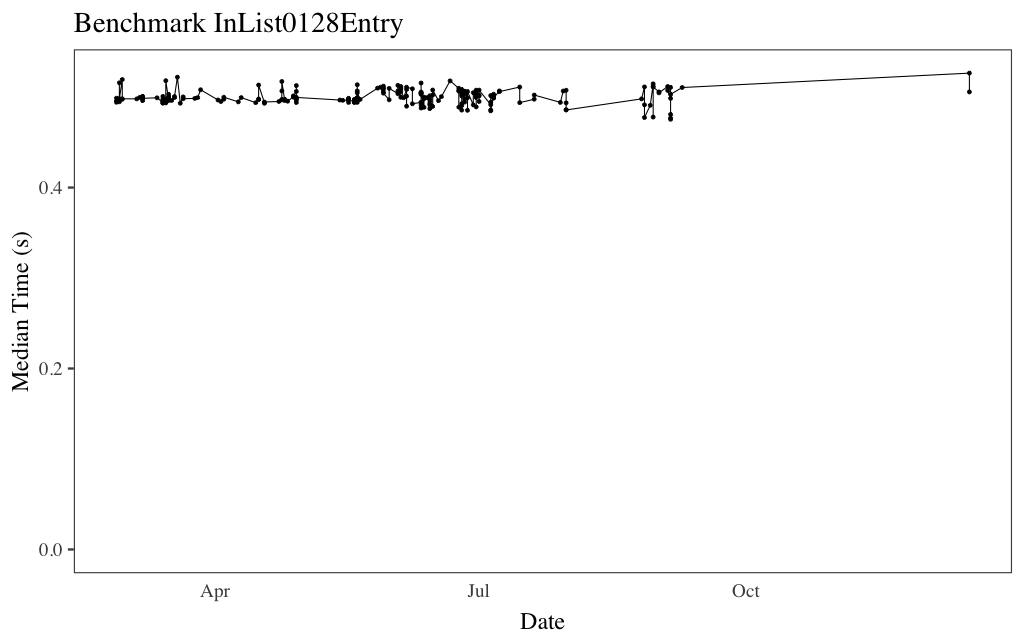 Benchmark InList0128Entry
Median Time (s)
0.4
0.2
0.0
Apr
Jul
Oct
Date